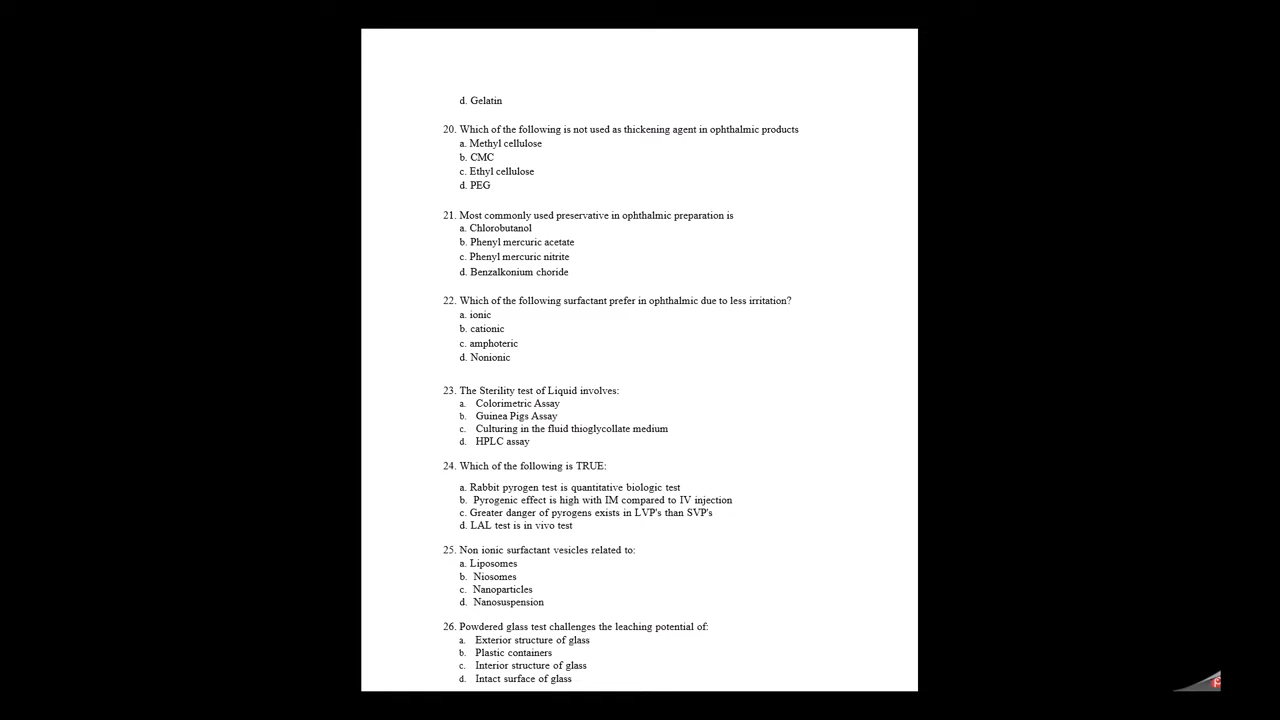 d. Gelatin
20. Which of the following is not used as thickening agent in ophthalmic products
a. Methyl cellulose
b. CMC
c. Ethyl cellulose
d. PEG
21. Most commonly used preservative in ophthalmic preparation is
a. Chlorobutanol
b. Phenyl mercuric acetate
c. Phenyl mercuric nitrite
d. Benzalkonium choride
22. Which of the following surfactant prefer in ophthalmic due to less irritation?
a. ionic
b. cationic
c. amphoteric
d. Nonionic
23. The Sterility test of Liquid involves:
a. Colorimetric Assay
b. Guinea Pigs Assay
c. Culturing in the fluid thioglycollate medium
d. HPLC assay
24. Which of the following is TRUE:
a. Rabbit pyrogen test is quantitative biologic test
b. Pyrogenic effect is high with IM compared to IV injection
c. Greater danger of pyrogens exists in LVP's than SVP's
d. LAL test is in vivo test
25. Non ionic surfactant vesicles related to:
a. Liposomes
b. Niosomes
c. Nanoparticles
d. Nanosuspension
26. Powdered glass test challenges the leaching potential of:
a. Exterior structure of glass
b. Plastic containers
c. Interior structure of glass
d. Intact surface of glass